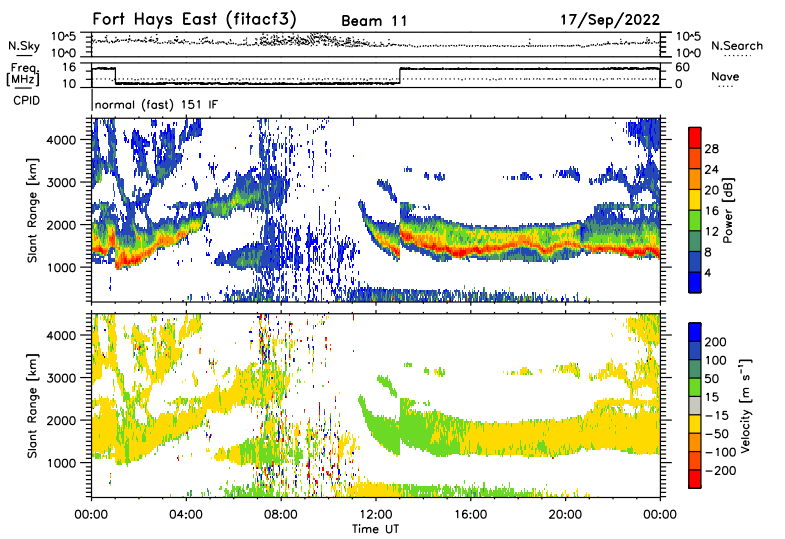 Fort Hays East (fitacf3) Beam 11 17/Sep/2022
N.Sky 10^5 10^0 10^5 10^0 N.Search
Freq. [MHz] 16 10 60 0 Nave
CPID normal (fast) 151 IF
Slant Range [km] 4000 3000 2000 1000
Power [dB] 28 24 20 16 12 8 4
Slant Range [km] 4000 3000 2000 1000
Velocity [m s⁻¹] 200 100 50 15 −15 −50 −100 −200
00:00 04:00 08:00 12:00 16:00 20:00 00:00
Time UT